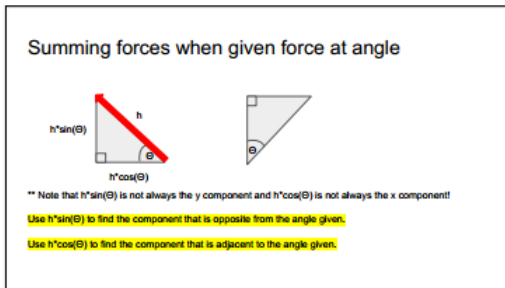 Summing forces when given force at angle
h
h*sin(Θ)
Θ
Θ
h*cos(Θ)
** Note that h*sin(Θ) is not always the y component and h*cos(Θ) is not always the x component!
Use h*sin(Θ) to find the component that is opposite from the angle given.
Use h*cos(Θ) to find the component that is adjacent to the angle given.